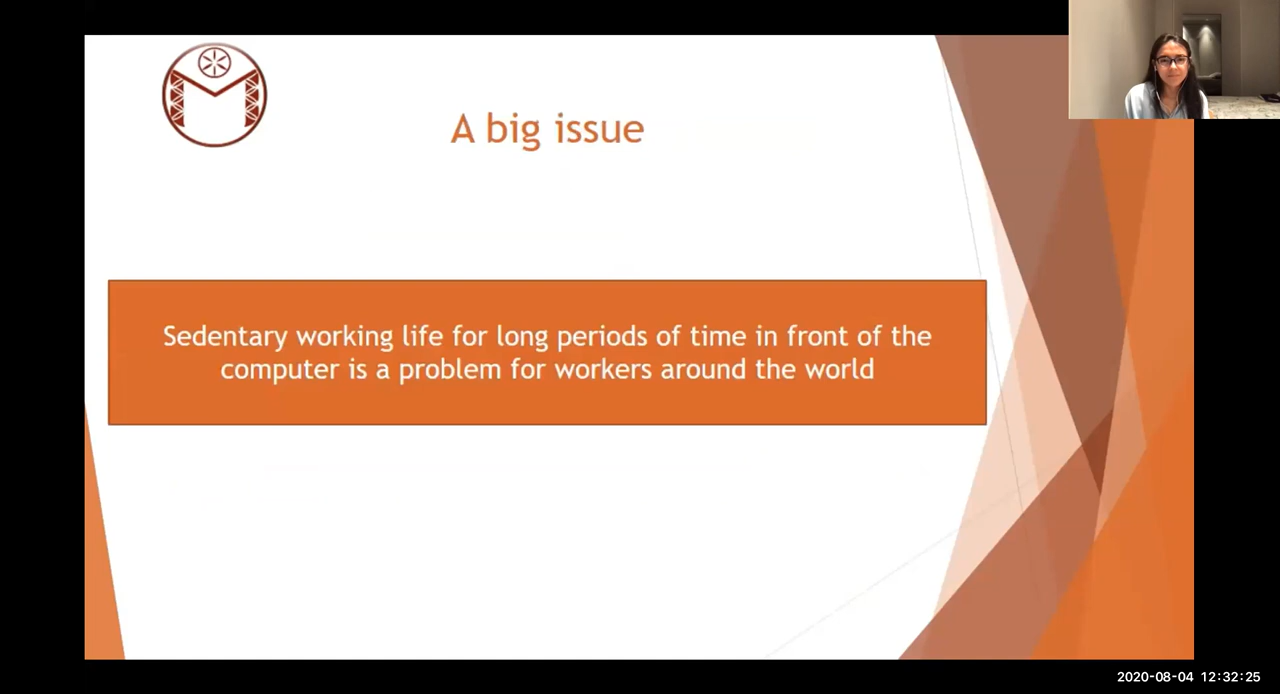 A big issue
Sedentary working life for long periods of time in front of the
computer is a problem for workers around the world
2020-08-04 12:32:25